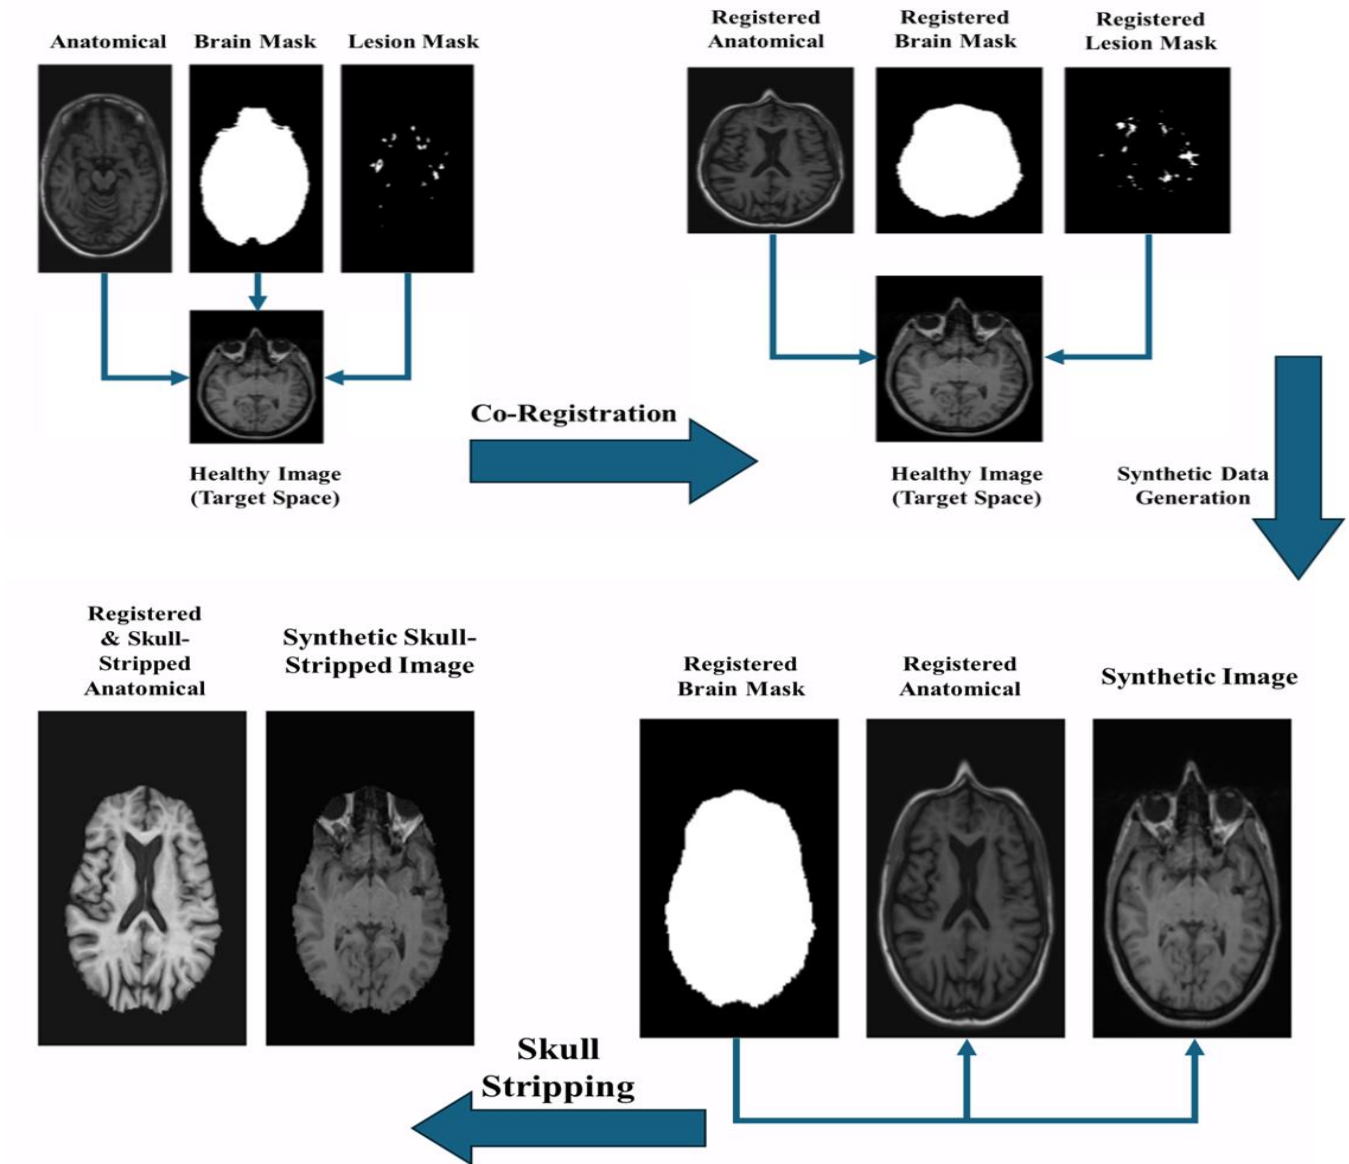 Anatomical
Brain Mask
Lesion Mask
Healthy Image
(Target Space)
Co-Registration
Registered
Anatomical
Registered
Brain Mask
Registered
Lesion Mask
Healthy Image
(Target Space)
Synthetic Data
Generation
Registered
& Skull-
Stripped
Anatomical
Synthetic Skull-
Stripped Image
Registered
Brain Mask
Registered
Anatomical
Synthetic Image
Skull
Stripping